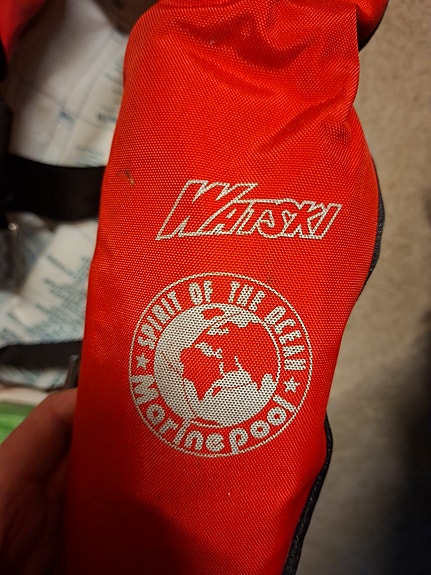 WATSKI
SPIRIT OF THE OCEAN
Marinepool